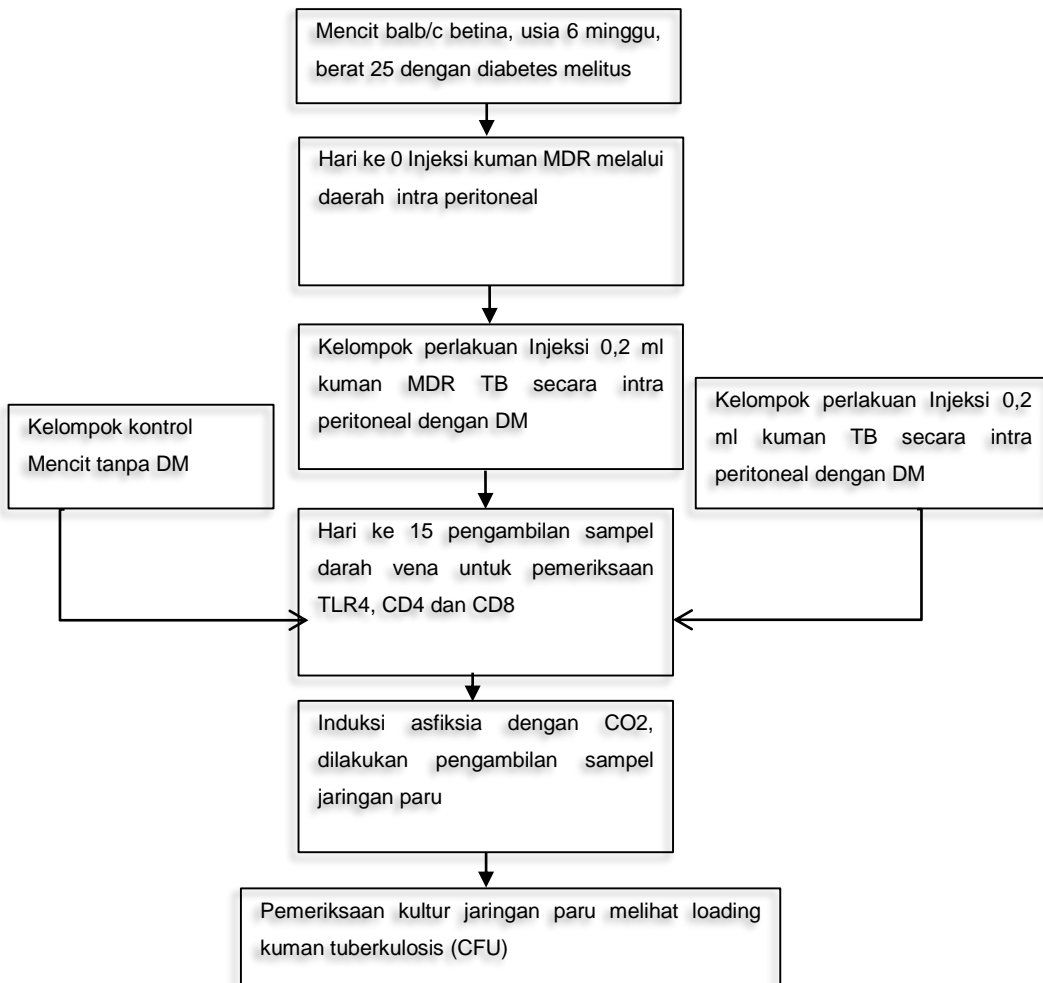 Mencit balb/c betina, usia 6 minggu,
berat 25 dengan diabetes melitus
Hari ke 0 Injeksi kuman MDR melalui
daerah intra peritoneal
Kelompok perlakuan Injeksi 0,2 ml
kuman MDR TB secara intra
peritoneal dengan DM
Kelompok kontrol
Mencit tanpa DM
Kelompok perlakuan Injeksi 0,2
ml kuman TB secara intra
peritoneal dengan DM
Hari ke 15 pengambilan sampel
darah vena untuk pemeriksaan
TLR4, CD4 dan CD8
Induksi asfiksia dengan CO2,
dilakukan pengambilan sampel
jaringan paru
Pemeriksaan kultur jaringan paru melihat loading
kuman tuberkulosis (CFU)